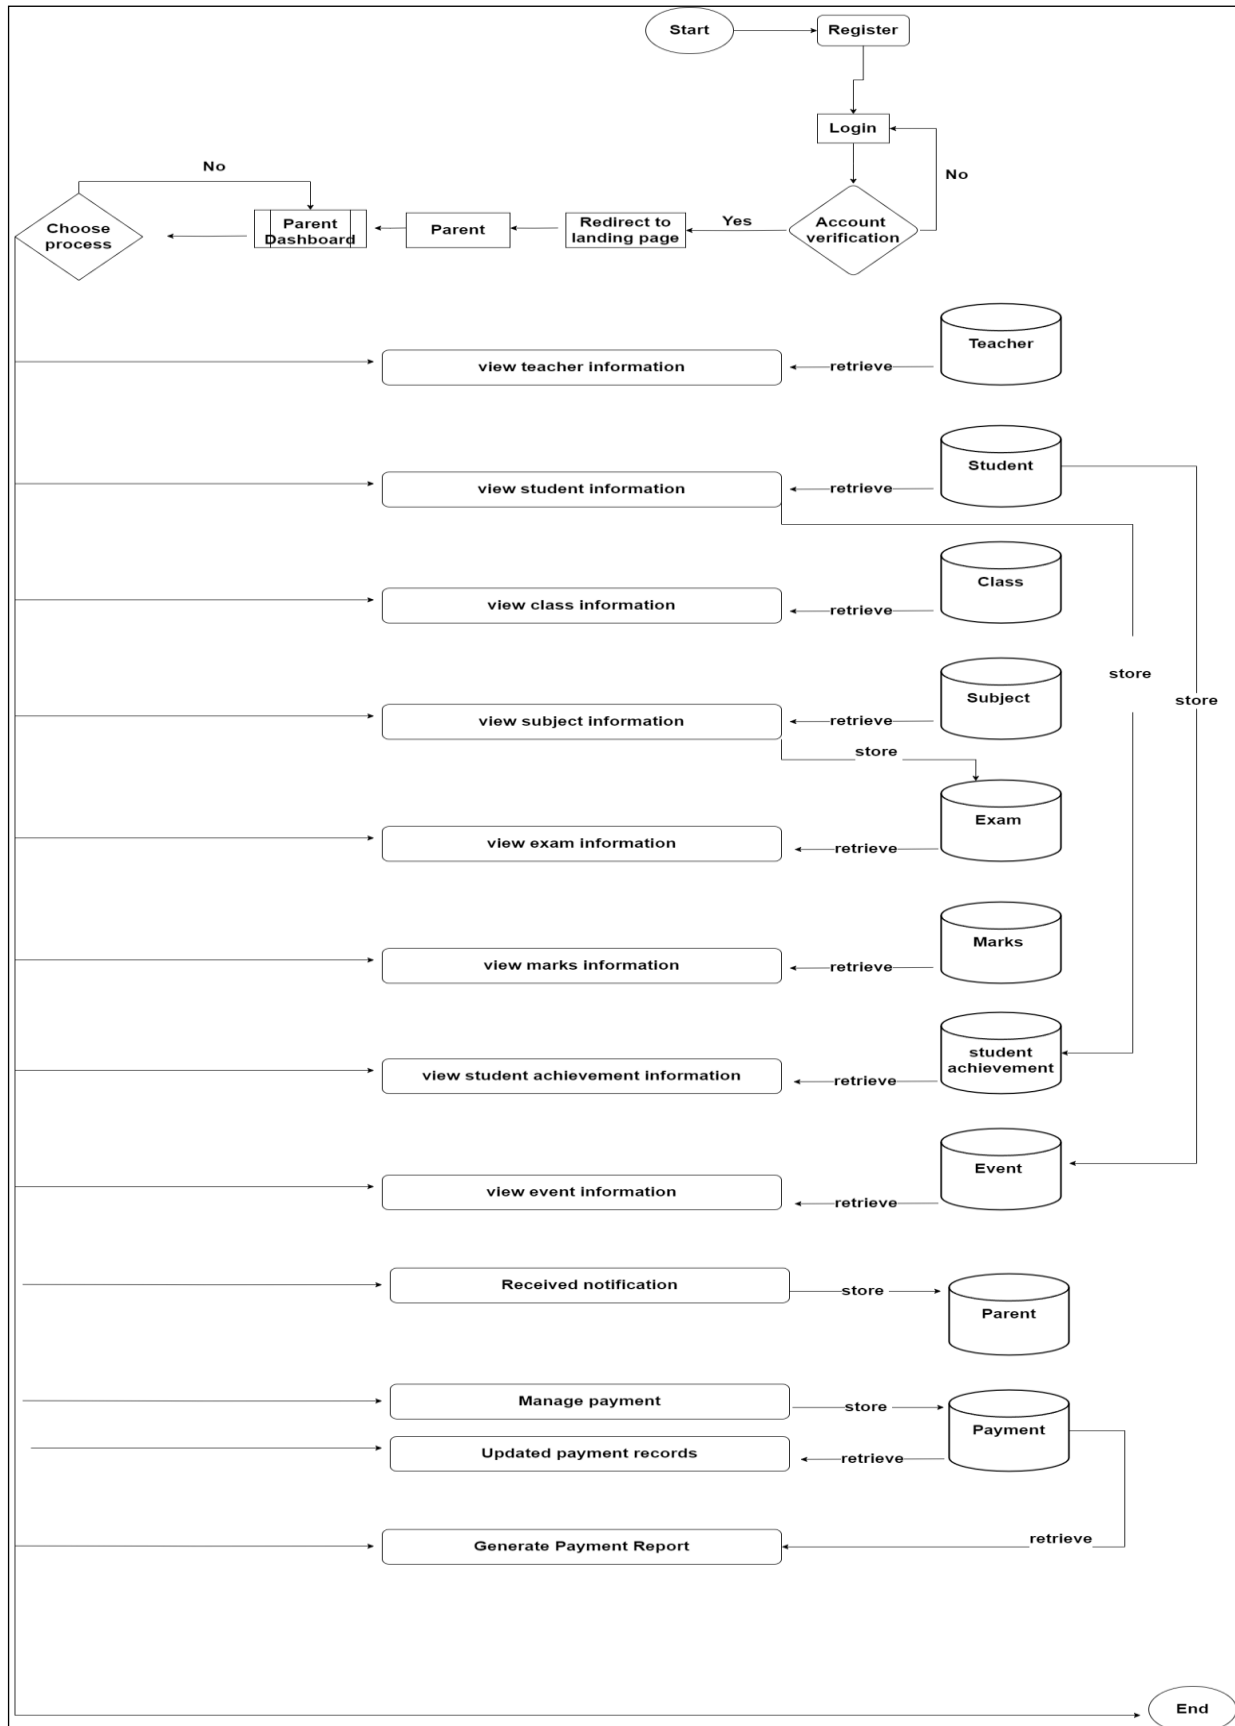 Start
Register
Login
No
No
Choose
process
Parent
Dashboard
Parent
Redirect to
landing page
Yes
Account
verification
Teacher
view teacher information
retrieve
Student
view student information
retrieve
Class
view class information
retrieve
store
store
Subject
view subject information
retrieve
store
Exam
view exam information
retrieve
Marks
view marks information
retrieve
student
achievement
view student achievement information
retrieve
Event
view event information
retrieve
Received notification
store
Parent
Manage payment
store
Payment
Updated payment records
retrieve
Generate Payment Report
retrieve
End